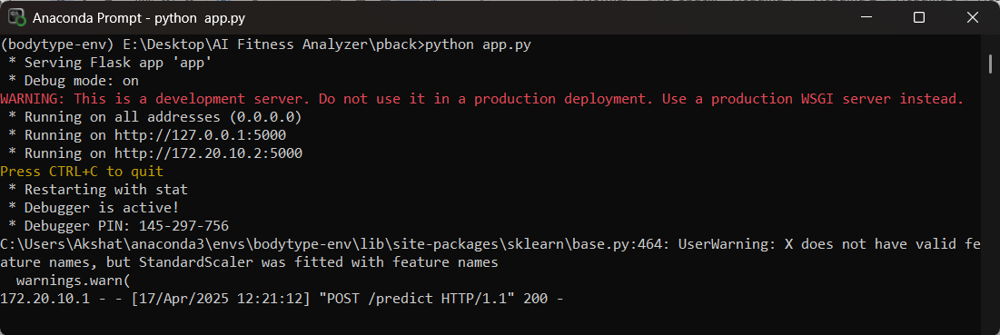 Anaconda Prompt - python  app.py
(bodytype-env) E:\Desktop\AI Fitness Analyzer\pback>python app.py
 * Serving Flask app 'app'
 * Debug mode: on
WARNING: This is a development server. Do not use it in a production deployment. Use a production WSGI server instead.
 * Running on all addresses (0.0.0.0)
 * Running on http://127.0.0.1:5000
 * Running on http://172.20.10.2:5000
Press CTRL+C to quit
 * Restarting with stat
 * Debugger is active!
 * Debugger PIN: 145-297-756
C:\Users\Akshat\anaconda3\envs\bodytype-env\lib\site-packages\sklearn\base.py:464: UserWarning: X does not have valid fe
ature names, but StandardScaler was fitted with feature names
  warnings.warn(
172.20.10.1 - - [17/Apr/2025 12:21:12] "POST /predict HTTP/1.1" 200 -